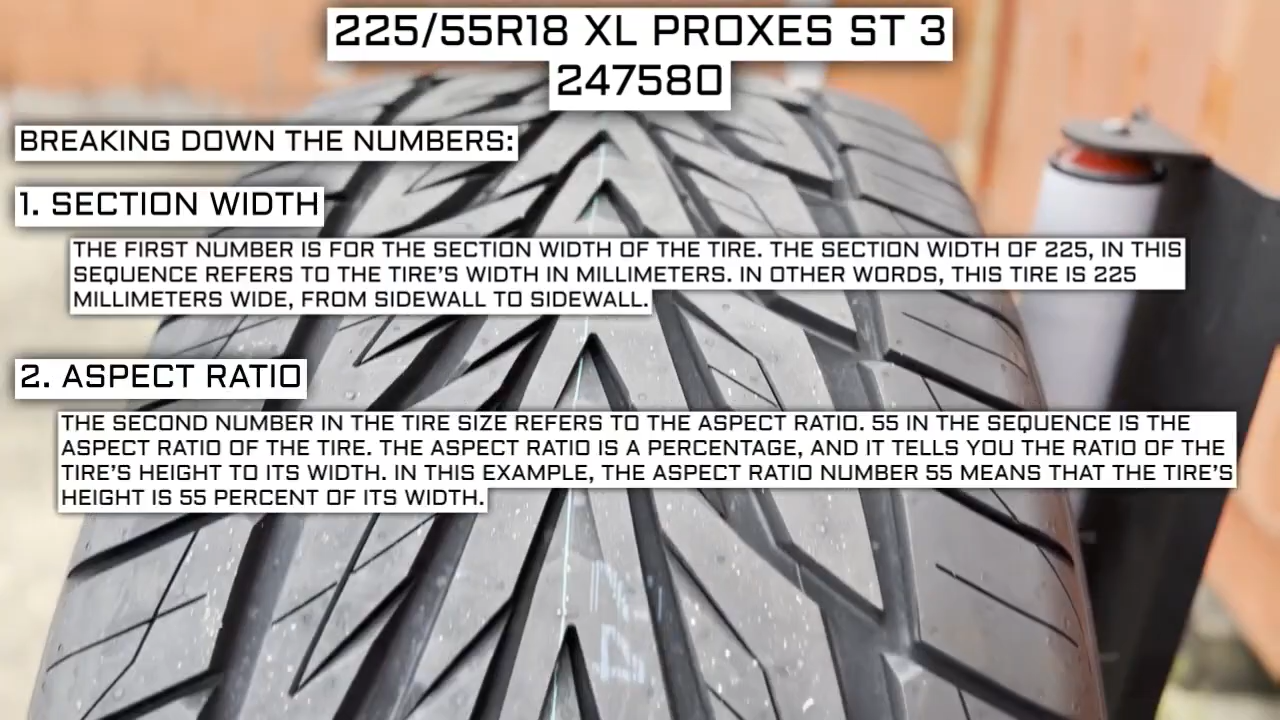 225/55R18 XL PROXES ST 3
247580
BREAKING DOWN THE NUMBERS:
1. SECTION WIDTH
THE FIRST NUMBER IS FOR THE SECTION WIDTH OF THE TIRE. THE SECTION WIDTH OF 225, IN THIS
SEQUENCE REFERS TO THE TIRE'S WIDTH IN MILLIMETERS. IN OTHER WORDS, THIS TIRE IS 225
MILLIMETERS WIDE, FROM SIDEWALL TO SIDEWALL.
2. ASPECT RATIO
THE SECOND NUMBER IN THE TIRE SIZE REFERS TO THE ASPECT RATIO. 55 IN THE SEQUENCE IS THE
ASPECT RATIO OF THE TIRE. THE ASPECT RATIO IS A PERCENTAGE, AND IT TELLS YOU THE RATIO OF THE
TIRE'S HEIGHT TO ITS WIDTH. IN THIS EXAMPLE, THE ASPECT RATIO NUMBER 55 MEANS THAT THE TIRE'S
HEIGHT IS 55 PERCENT OF ITS WIDTH.